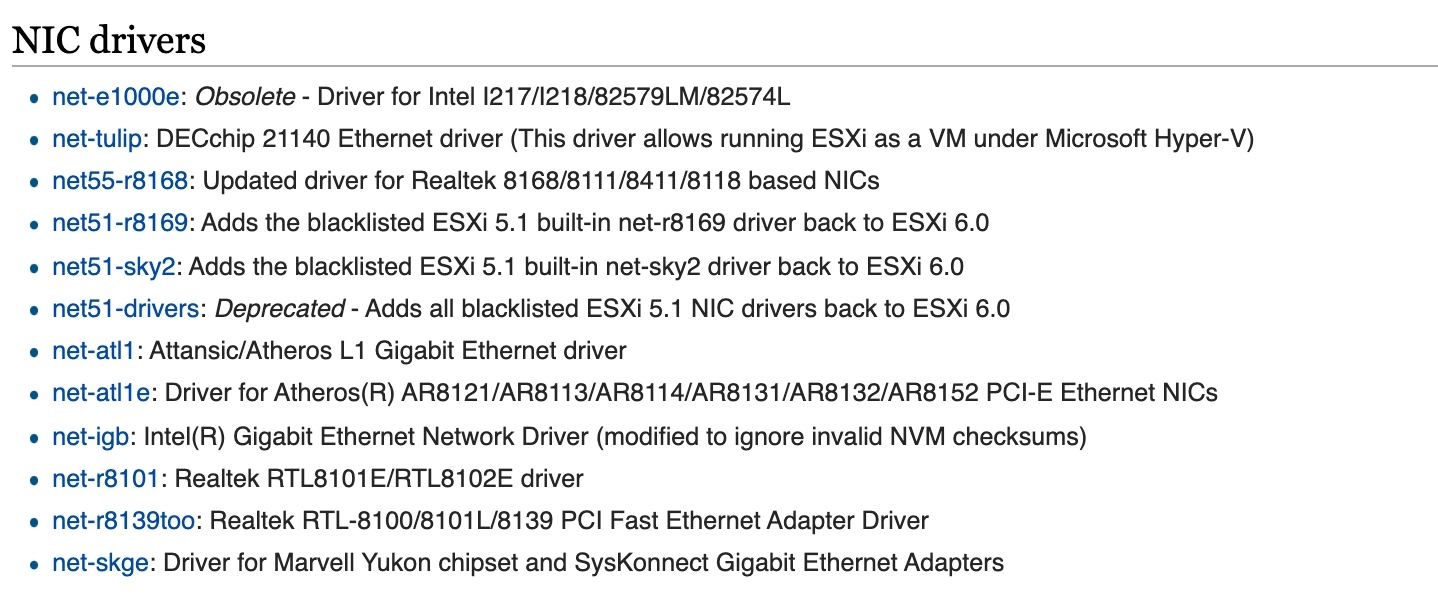 NIC drivers
net-e1000e: Obsolete - Driver for Intel I217/I218/82579LM/82574L
net-tulip: DECchip 21140 Ethernet driver (This driver allows running ESXi as a VM under Microsoft Hyper-V)
net55-r8168: Updated driver for Realtek 8168/8111/8411/8118 based NICs
net51-r8169: Adds the blacklisted ESXi 5.1 built-in net-r8169 driver back to ESXi 6.0
net51-sky2: Adds the blacklisted ESXi 5.1 built-in net-sky2 driver back to ESXi 6.0
net51-drivers: Deprecated - Adds all blacklisted ESXi 5.1 NIC drivers back to ESXi 6.0
net-atl1: Attansic/Atheros L1 Gigabit Ethernet driver
net-atl1e: Driver for Atheros(R) AR8121/AR8113/AR8114/AR8131/AR8132/AR8152 PCI-E Ethernet NICs
net-igb: Intel(R) Gigabit Ethernet Network Driver (modified to ignore invalid NVM checksums)
net-r8101: Realtek RTL8101E/RTL8102E driver
net-r8139too: Realtek RTL-8100/8101L/8139 PCI Fast Ethernet Adapter Driver
net-skge: Driver for Marvell Yukon chipset and SysKonnect Gigabit Ethernet Adapters